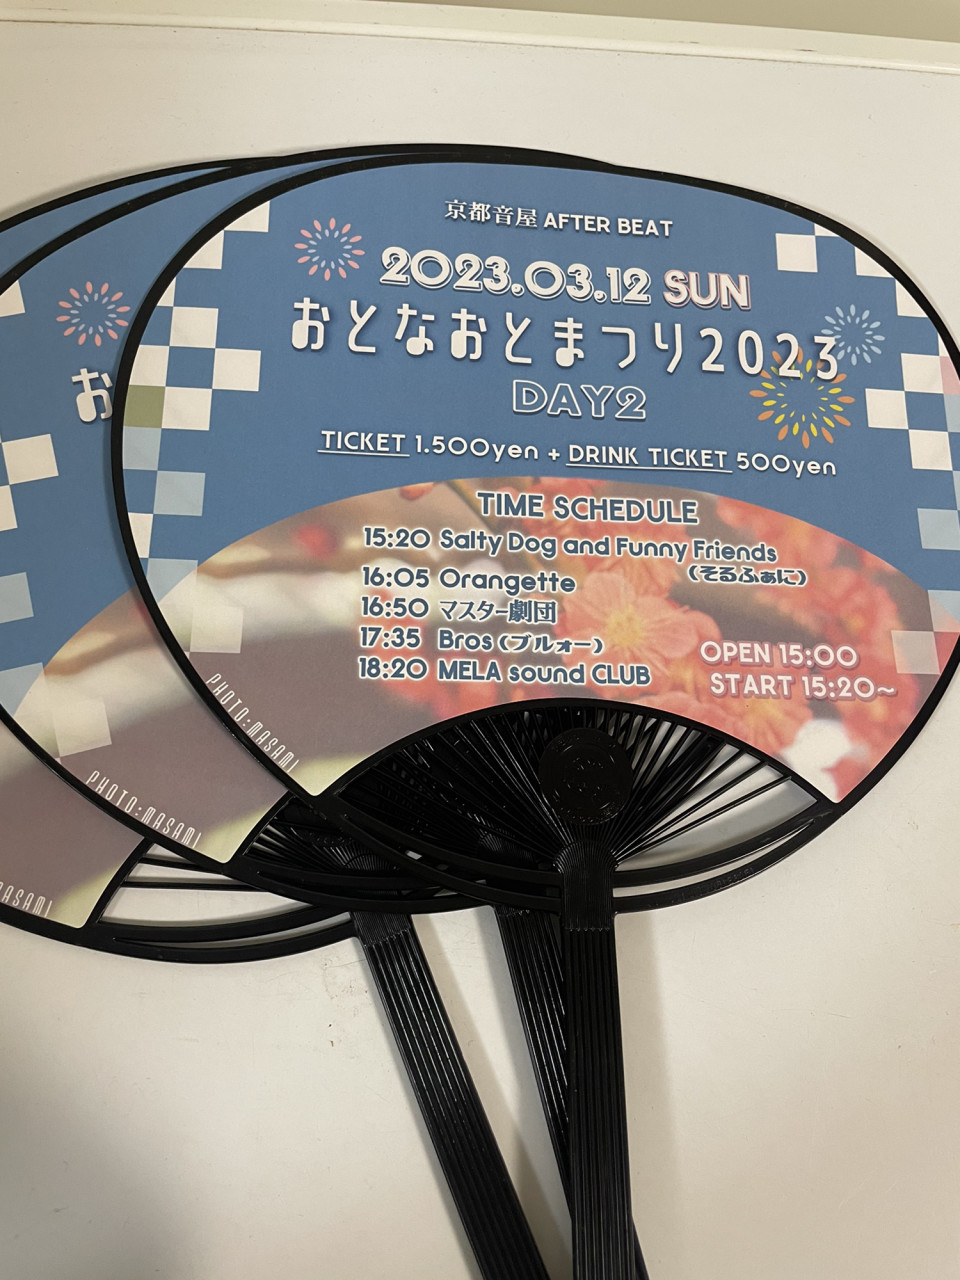 京都音屋 AFTER BEAT
2023.03.12 SUN
おとなおとまつり2023
DAY2
TICKET 1.500yen + DRINK TICKET 500yen
TIME SCHEDULE
15:20 Salty Dog and Funny Friends
(そるふぁに)
16:05 Orangette
16:50 マスター劇団
17:35 Bros(ブルォー)
18:20 MELA sound CLUB
OPEN 15:00
START 15:20~
PHOTO:MASAMI
お
PHOTO:MASAMI
MASAMI